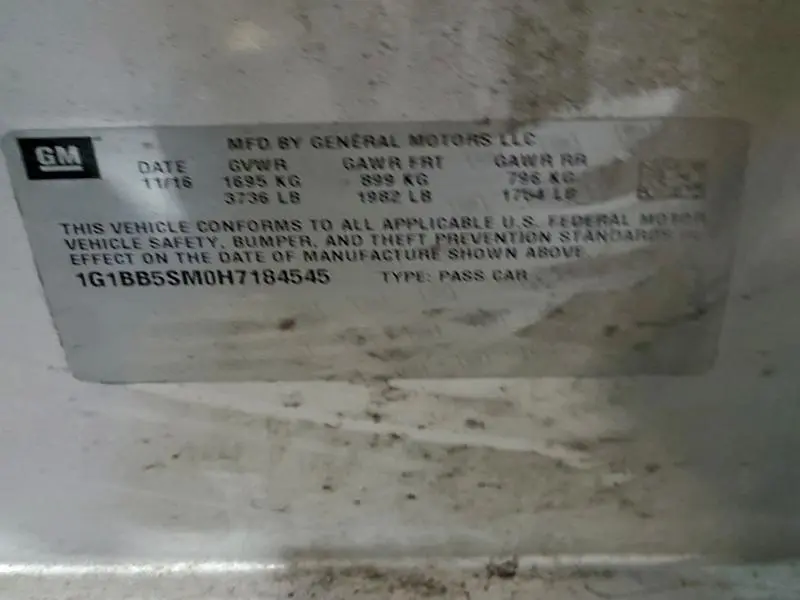 GM
MFD BY GENERAL MOTORS LLC
DATE GVWR GAWR FRT GAWR RR
11/16 1695 KG 899 KG 796 KG
3736 LB 1982 LB 1754 LB
THIS VEHICLE CONFORMS TO ALL APPLICABLE U.S. FEDERAL MOTOR
VEHICLE SAFETY, BUMPER, AND THEFT PREVENTION STANDARDS IN
EFFECT ON THE DATE OF MANUFACTURE SHOWN ABOVE
1G1BB5SM0H7184545 TYPE: PASS CAR